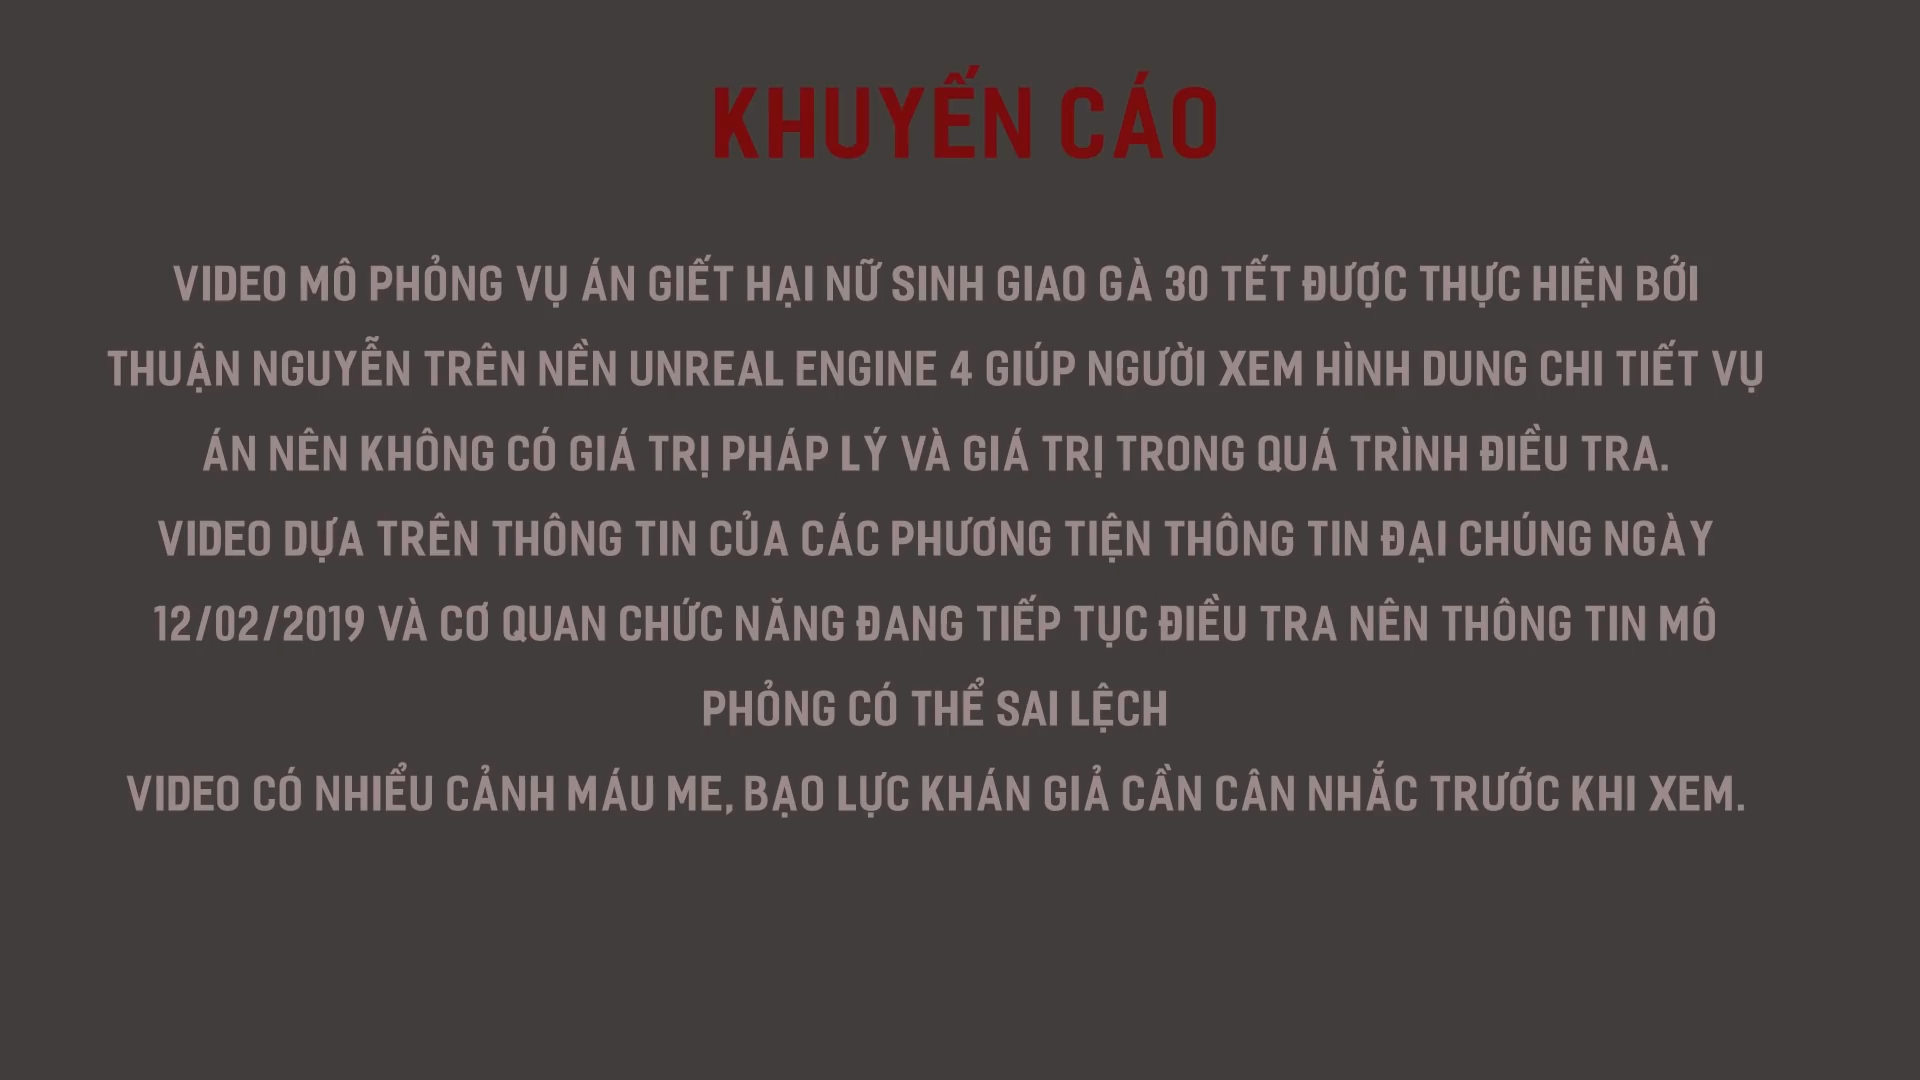 KHUYẾN CÁO
VIDEO MÔ PHỎNG VỤ ÁN GIẾT HẠI NỮ SINH GIAO GÀ 30 TẾT ĐƯỢC THỰC HIỆN BỞI
THUẬN NGUYỄN TRÊN NỀN UNREAL ENGINE 4 GIÚP NGƯỜI XEM HÌNH DUNG CHI TIẾT VỤ
ÁN NÊN KHÔNG CÓ GIÁ TRỊ PHÁP LÝ VÀ GIÁ TRỊ TRONG QUÁ TRÌNH ĐIỀU TRA.
VIDEO DỰA TRÊN THÔNG TIN CỦA CÁC PHƯƠNG TIỆN THÔNG TIN ĐẠI CHÚNG NGÀY
12/02/2019 VÀ CƠ QUAN CHỨC NĂNG ĐANG TIẾP TỤC ĐIỀU TRA NÊN THÔNG TIN MÔ
PHỎNG CÓ THỂ SAI LỆCH
VIDEO CÓ NHIỂU CẢNH MÁU ME, BẠO LỰC KHÁN GIẢ CẦN CÂN NHẮC TRƯỚC KHI XEM.